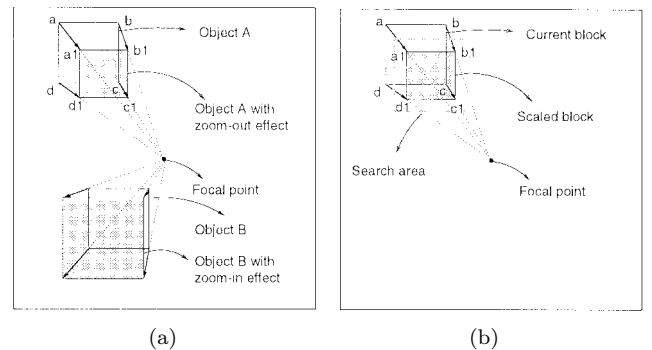 a
b
Object A
a1
b1
d
c
d1
c1
Object A with
zoom-out effect
Focal point
Object B
Object B with
zoom-in effect
(a)
a
b
Current block
a1
b1
d
c
d1
c1
Scaled block
Search area
Focal point
(b)